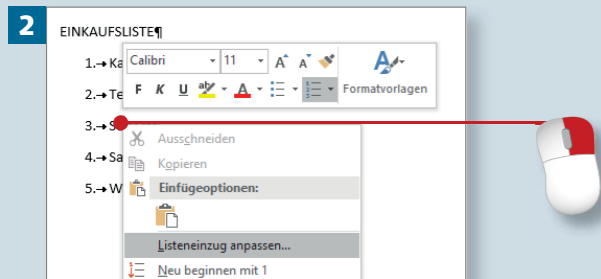 2
EINKAUFSLISTE¶
1.→Ka
Calibri 11 A A
2.→Te
F K U aby A Formatvorlagen
3.→S
Ausschneiden
4.→Sa
Kopieren
5.→W
Einfügeoptionen:
Listeneinzug anpassen...
Neu beginnen mit 1